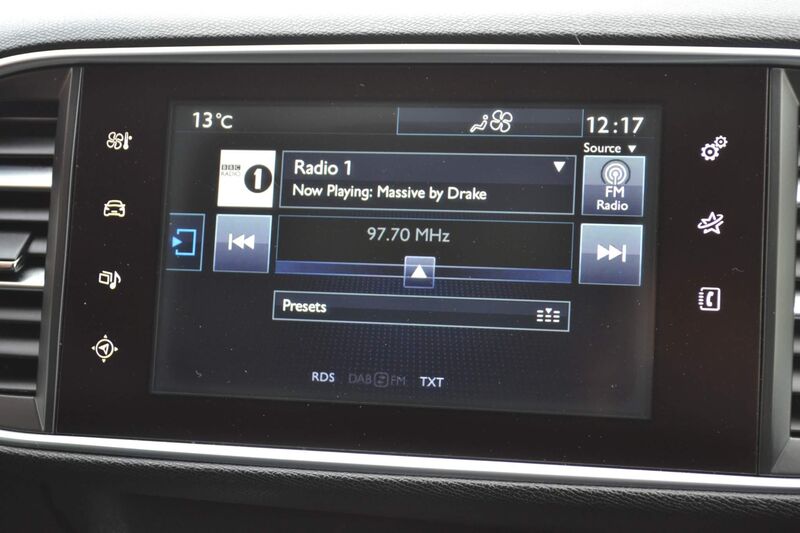 13°C
12:17
Source
BBC
RADIO
1
Radio 1
Now Playing: Massive by Drake
FM
Radio
97.70 MHz
Presets
RDS DAB FM TXT